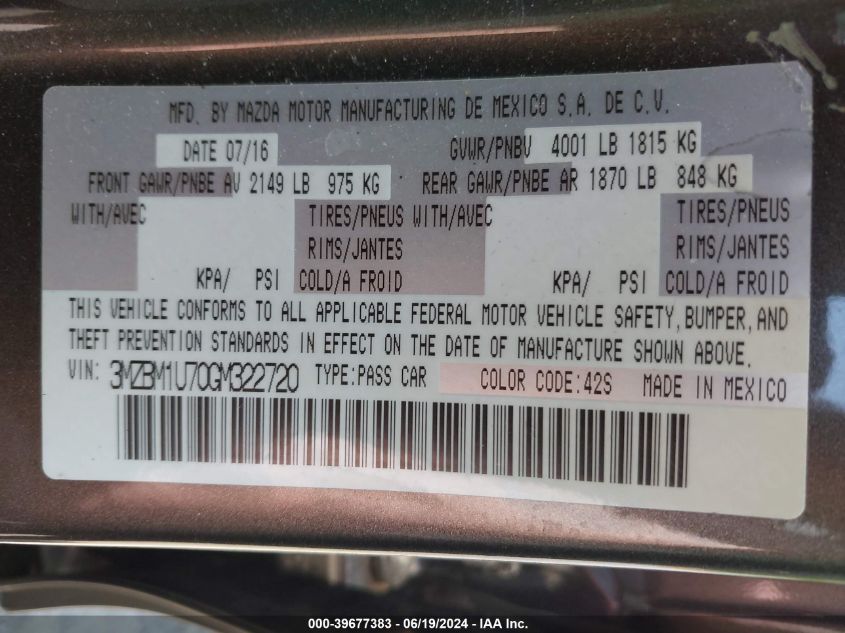 MFD. BY MAZDA MOTOR MANUFACTURING DE MEXICO S.A. DE C.V.
DATE 07/16 GVWR/PNBV 4001 LB 1815 KG
FRONT GAWR/PNBE AV 2149 LB 975 KG REAR GAWR/PNBE AR 1870 LB 848 KG
WITH/AVEC TIRES/PNEUS WITH/AVEC TIRES/PNEUS
RIMS/JANTES RIMS/JANTES
KPA/ PSI COLD/A FROID KPA/ PSI COLD/A FROID
THIS VEHICLE CONFORMS TO ALL APPLICABLE FEDERAL MOTOR VEHICLE SAFETY, BUMPER, AND
THEFT PREVENTION STANDARDS IN EFFECT ON THE DATE OF MANUFACTURE SHOWN ABOVE.
VIN: 3MZBM1U70GM322720 TYPE:PASS CAR COLOR CODE:42S MADE IN MEXICO
000-39677383 - 06/19/2024 - IAA Inc.